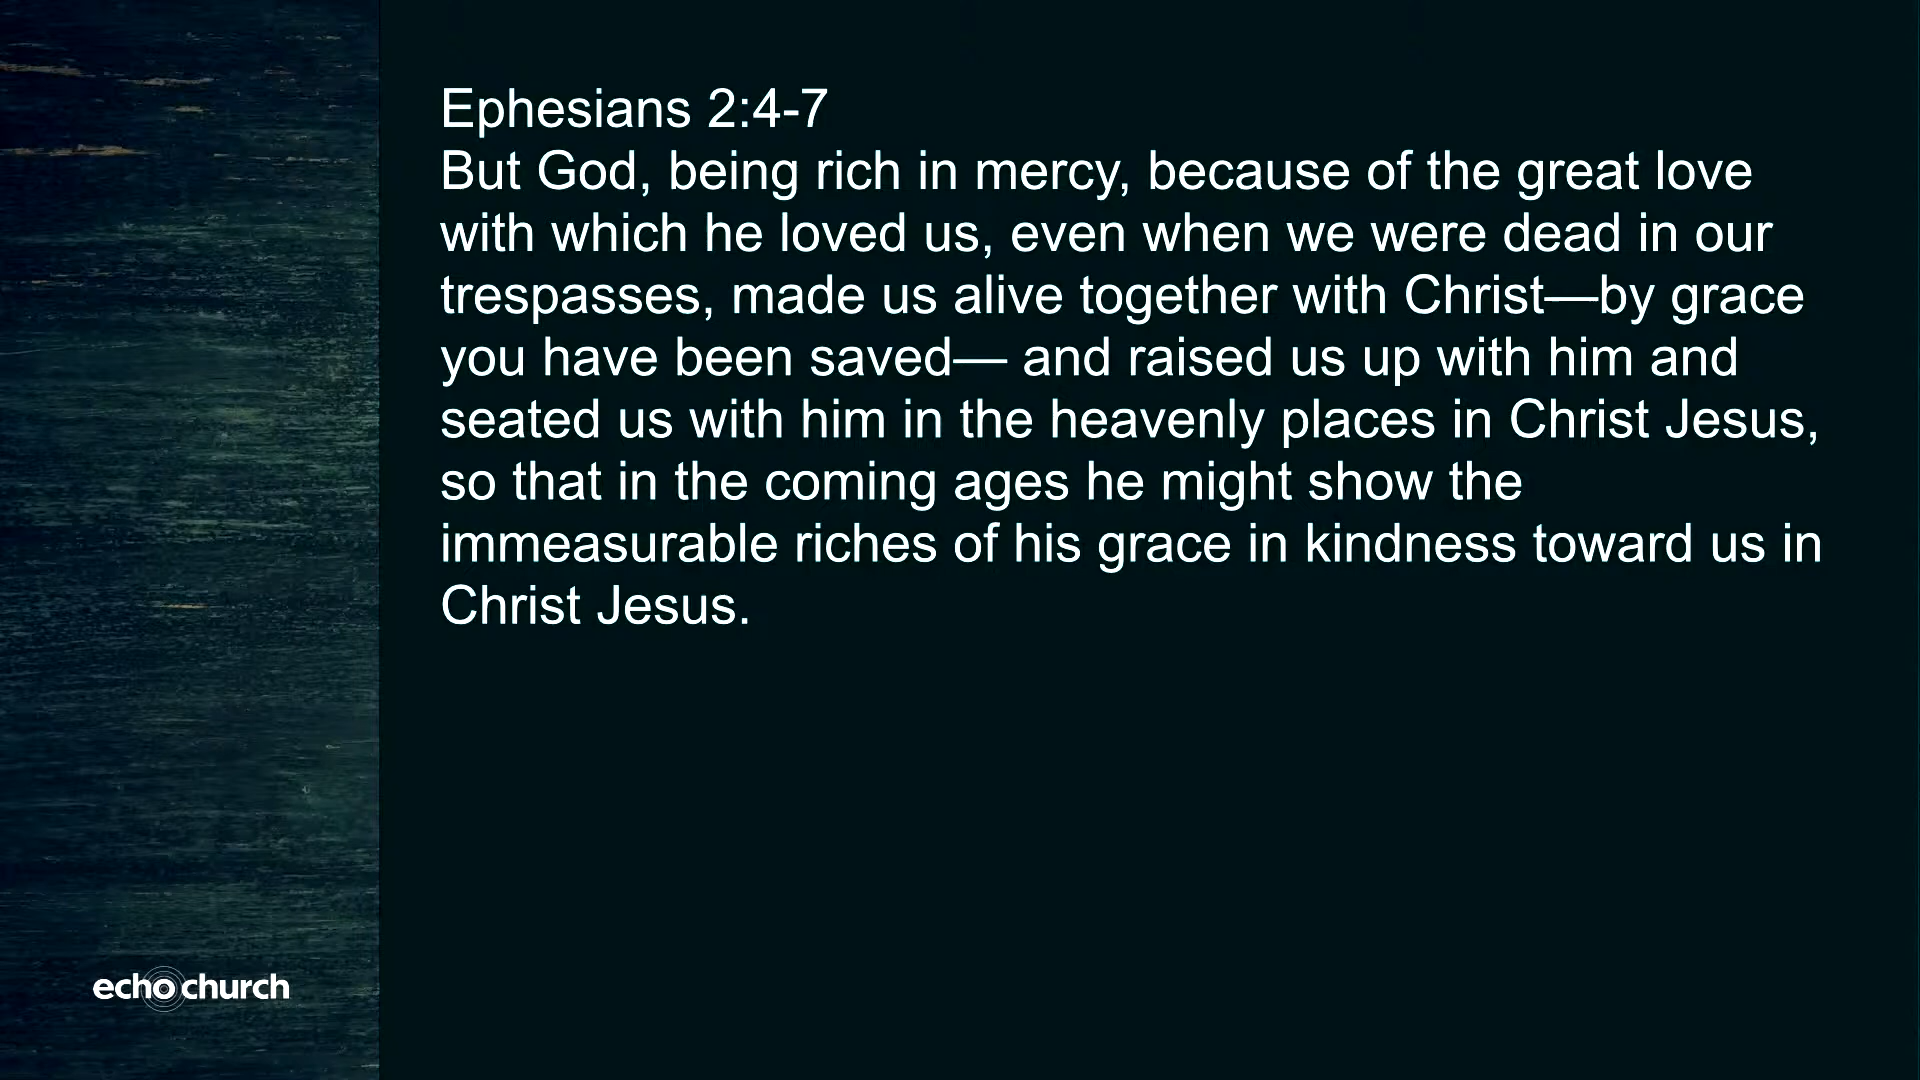 Ephesians 2:4-7
But God, being rich in mercy, because of the great love
with which he loved us, even when we were dead in our
trespasses, made us alive together with Christ—by grace
you have been saved— and raised us up with him and
seated us with him in the heavenly places in Christ Jesus,
so that in the coming ages he might show the
immeasurable riches of his grace in kindness toward us in
Christ Jesus.
echo church